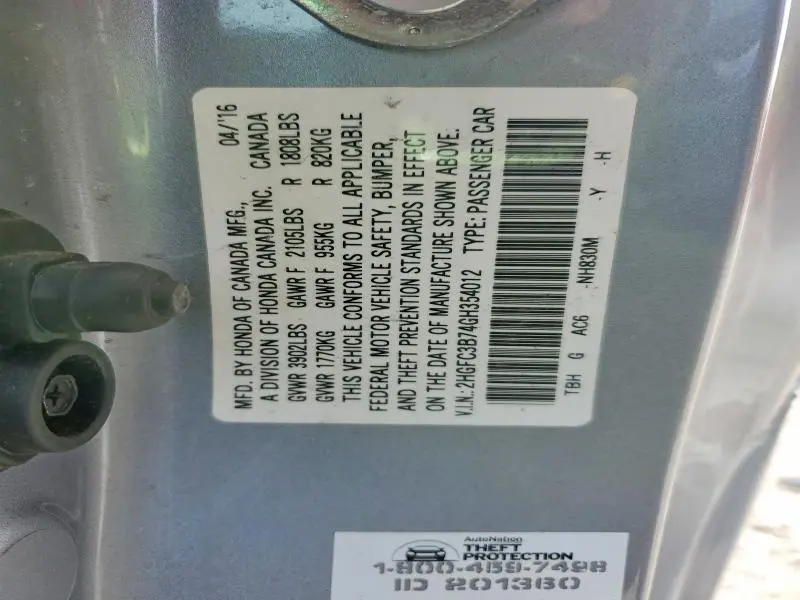 MFD. BY HONDA OF CANADA MFG., 04/'16
A DIVISION OF HONDA CANADA INC. CANADA
GVWR 3902LBS GAWR F 2105LBS R 1808LBS
GVWR 1770KG GAWR F 955KG R 820KG
THIS VEHICLE CONFORMS TO ALL APPLICABLE
FEDERAL MOTOR VEHICLE SAFETY, BUMPER,
AND THEFT PREVENTION STANDARDS IN EFFECT
ON THE DATE OF MANUFACTURE SHOWN ABOVE.
V.I.N.: 2HGFC3B74GH354012 TYPE: PASSENGER CAR
TBH G AC6 -NH830M -Y -H
AutoNation
THEFT
PROTECTION
1-800-459-7498
ID 201360